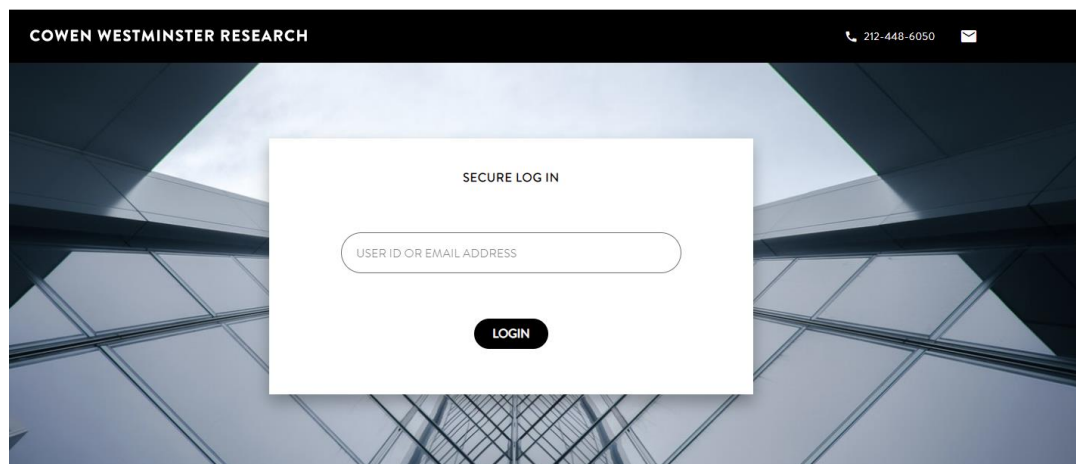 COWEN WESTMINSTER RESEARCH
212-448-6050
SECURE LOG IN
USER ID OR EMAIL ADDRESS
LOGIN